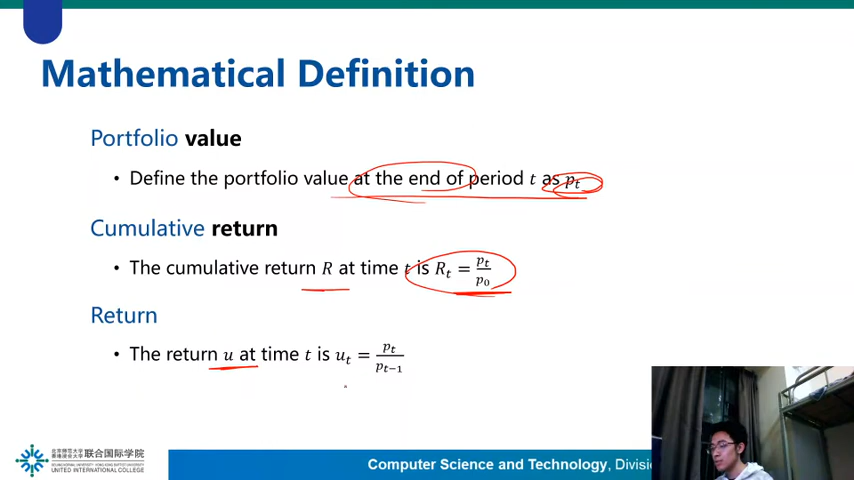 Mathematical Definition
Portfolio value
• Define the portfolio value at the end of period t as pₜ
Cumulative return
• The cumulative return R at time t is Rₜ = pₜ/p₀
Return
• The return u at time t is uₜ = pₜ/pₜ₋₁
联合国际学院
UNITED INTERNATIONAL COLLEGE
Computer Science and Technology, Divisi